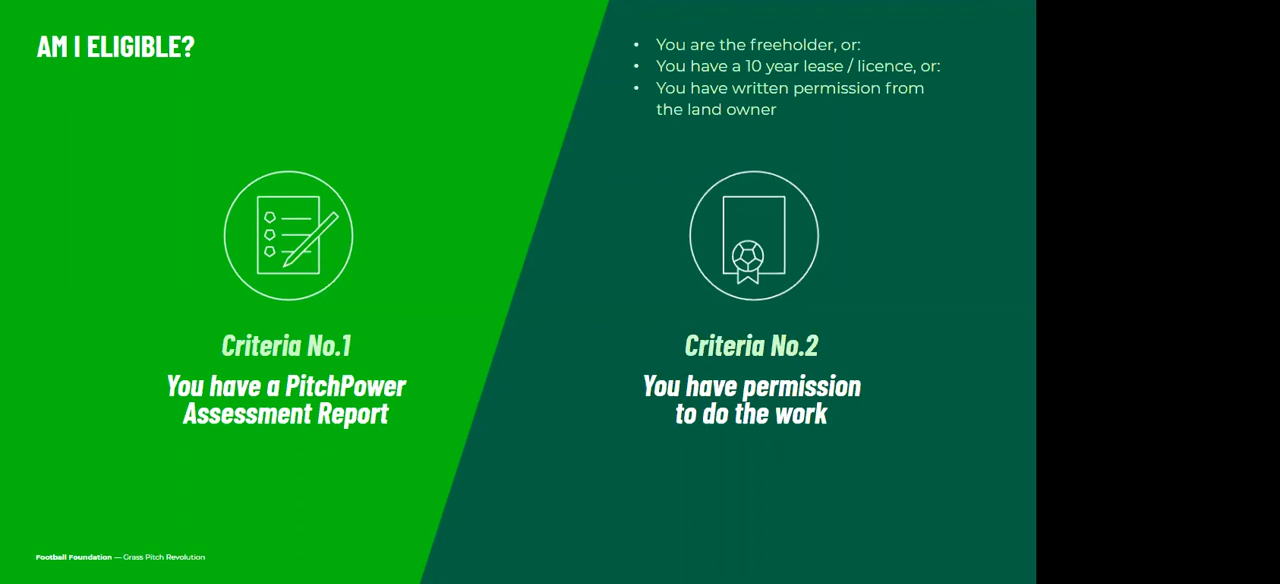 AM I ELIGIBLE?
• You are the freeholder, or:
• You have a 10 year lease / licence, or:
• You have written permission from
the land owner
Criteria No.1
You have a PitchPower
Assessment Report
Criteria No.2
You have permission
to do the work
Football Foundation — Grass Pitch Revolution